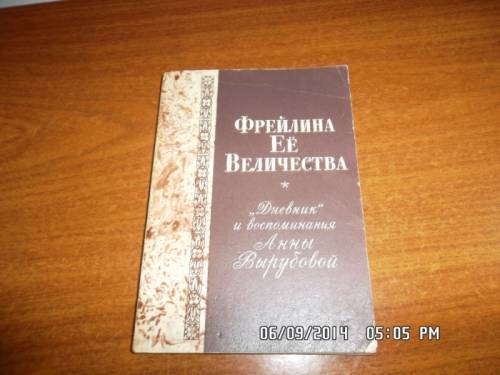 ФРЕЙЛИНА
ЕЁ
ВЕЛИЧЕСТВА
*
„Дневник“
и воспоминания
Анны
Вырубовой
06/09/2014 05:05 PM